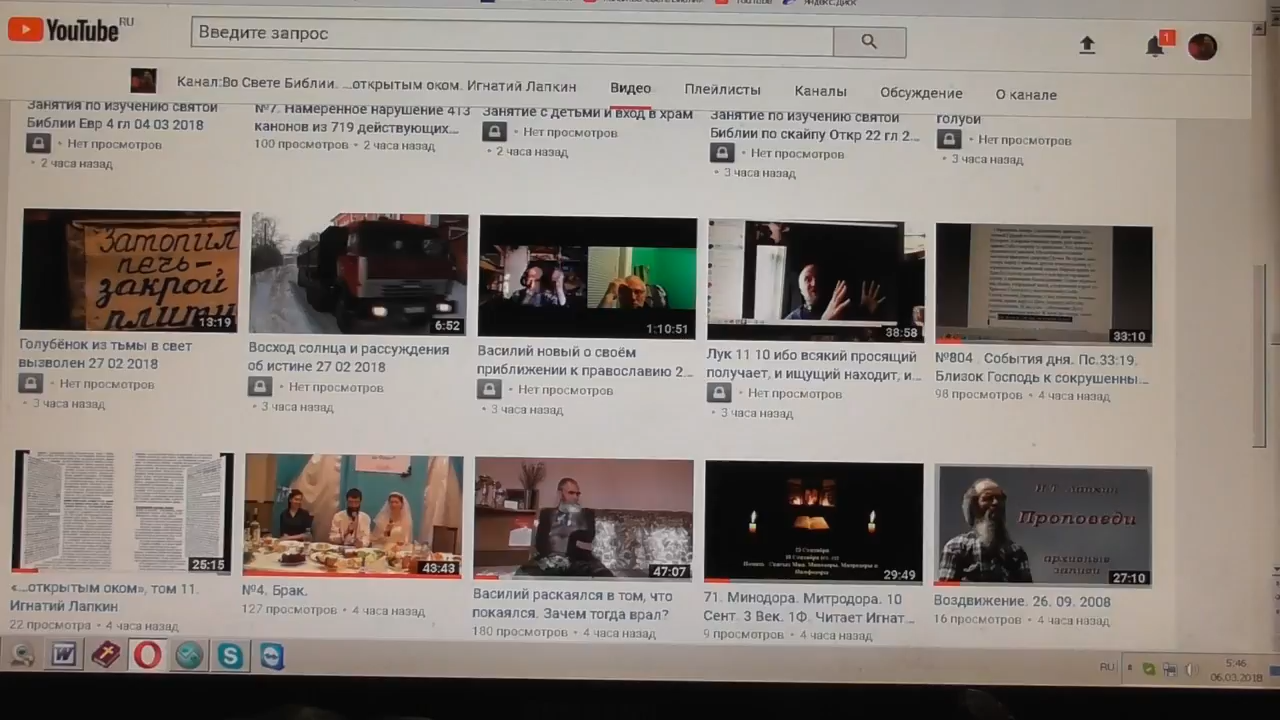 YouTube RU
Введите запрос
1
Канал:Во Свете Библии. ...открытым оком. Игнатий Лапкин
Видео
Плейлисты
Каналы
Обсуждение
О канале
Занятия по изучению святой
Библии Евр 4 гл 04 03 2018
• Нет просмотров
• 2 часа назад
№7. Намеренное нарушение 413
канонов из 719 действующих...
100 просмотров • 2 часа назад
Занятие с детьми и вход в храм
• Нет просмотров
• 2 часа назад
Занятие по изучению святой
Библии по скайпу Откр 22 гл 2...
• Нет просмотров
• 3 часа назад
голуби
• Нет просмотров
• 3 часа назад
Затопил
печь-
закрой
плиту
13:19
Голубёнок из тьмы в свет
вызволен 27 02 2018
• Нет просмотров
• 3 часа назад
6:52
Восход солнца и рассуждения
об истине 27 02 2018
• Нет просмотров
• 3 часа назад
1:10:51
Василий новый о своём
приближении к православию 2...
• Нет просмотров
• 3 часа назад
38:58
Лук 11 10 ибо всякий просящий
получает, и ищущий находит, и...
• Нет просмотров
• 3 часа назад
33:10
№804 . События дня. Пс.33:19.
Близок Господь к сокрушенны...
98 просмотров • 4 часа назад
25:15
«...открытым оком», том 11.
Игнатий Лапкин
22 просмотра • 4 часа назад
43:43
№4. Брак.
127 просмотров • 4 часа назад
47:07
Василий раскаялся в том, что
покаялся. Зачем тогда врал?
180 просмотров • 4 часа назад
29:49
71. Минодора. Митродора. 10
Сент. 3 Век. 1Ф. Читает Игнат...
9 просмотров • 4 часа назад
Проповеди
архивные
записи
27:10
Воздвижение. 26. 09. 2008
16 просмотров • 4 часа назад
RU
5:46
06.03.2018